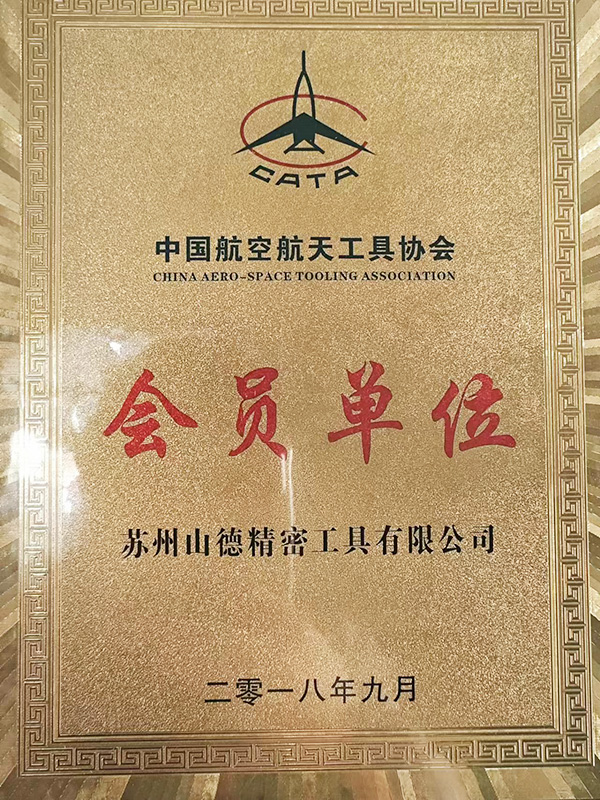 CATA
中国航空航天工具协会
CHINA AERO-SPACE TOOLING ASSOCIATION
会员单位
苏州山德精密工具有限公司
二零一八年九月